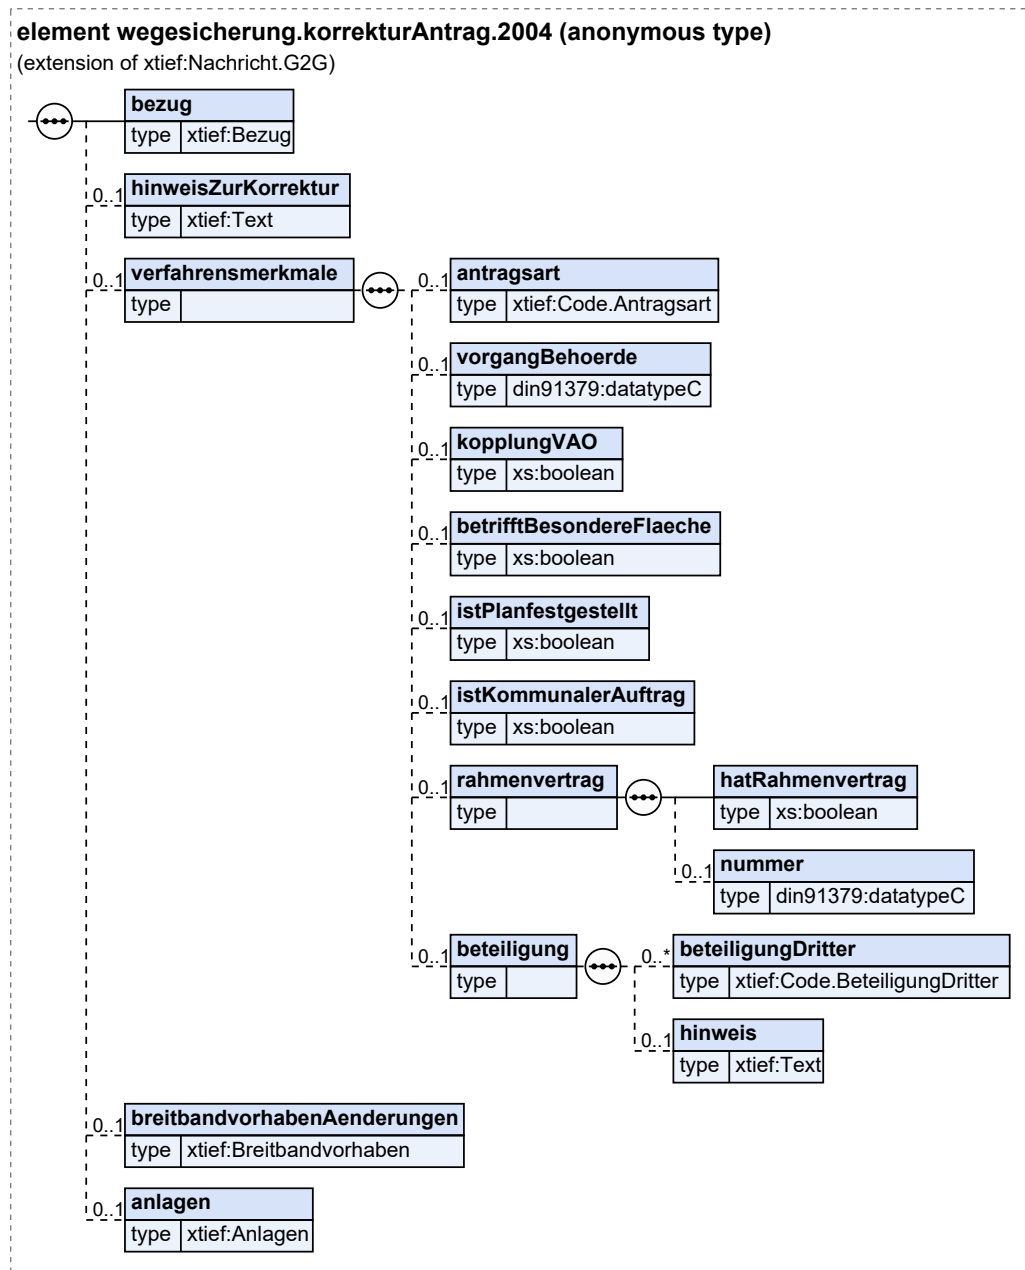 element wegesicherung.korrekturAntrag.2004 (anonymous type)
(extension of xtief:Nachricht.G2G)
bezug
type xtief:Bezug
0..1 hinweisZurKorrektur
type xtief:Text
0..1 verfahrensmerkmale
type
0..1 antragsart
type xtief:Code.Antragsart
0..1 vorgangBehoerde
type din91379:datatypeC
0..1 kopplungVAO
type xs:boolean
0..1 betrifftBesondereFlaeche
type xs:boolean
0..1 istPlanfestgestellt
type xs:boolean
0..1 istKommunalerAuftrag
type xs:boolean
0..1 rahmenvertrag
type
hatRahmenvertrag
type xs:boolean
0..1 nummer
type din91379:datatypeC
0..1 beteiligung
type
0..* beteiligungDritter
type xtief:Code.BeteiligungDritter
0..1 hinweis
type xtief:Text
0..1 breitbandvorhabenAenderungen
type xtief:Breitbandvorhaben
0..1 anlagen
type xtief:Anlagen